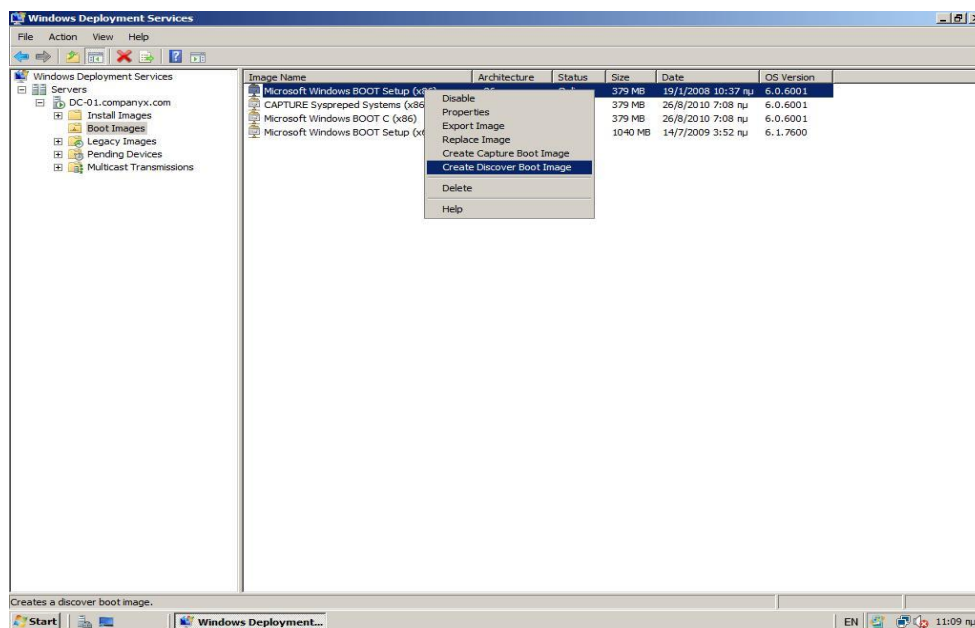 Windows Deployment Services
File Action View Help
Windows Deployment Services
Servers
DC-01.companyx.com
Install Images
Boot Images
Legacy Images
Pending Devices
Multicast Transmissions
Image Name Architecture Status Size Date OS Version
Microsoft Windows BOOT Setup (x86) 379 MB 19/1/2008 10:37 πμ 6.0.6001
CAPTURE Syspreped Systems (x86 379 MB 26/8/2010 7:08 πμ 6.0.6001
Microsoft Windows BOOT C (x86) 379 MB 26/8/2010 7:08 πμ 6.0.6001
Microsoft Windows BOOT Setup 1040 MB 14/7/2009 3:52 πμ 6.1.7600
Disable
Properties
Export Image
Replace Image
Create Capture Boot Image
Create Discover Boot Image
Delete
Help
Creates a discover boot image.
Start Windows Deployment... EN 11:09